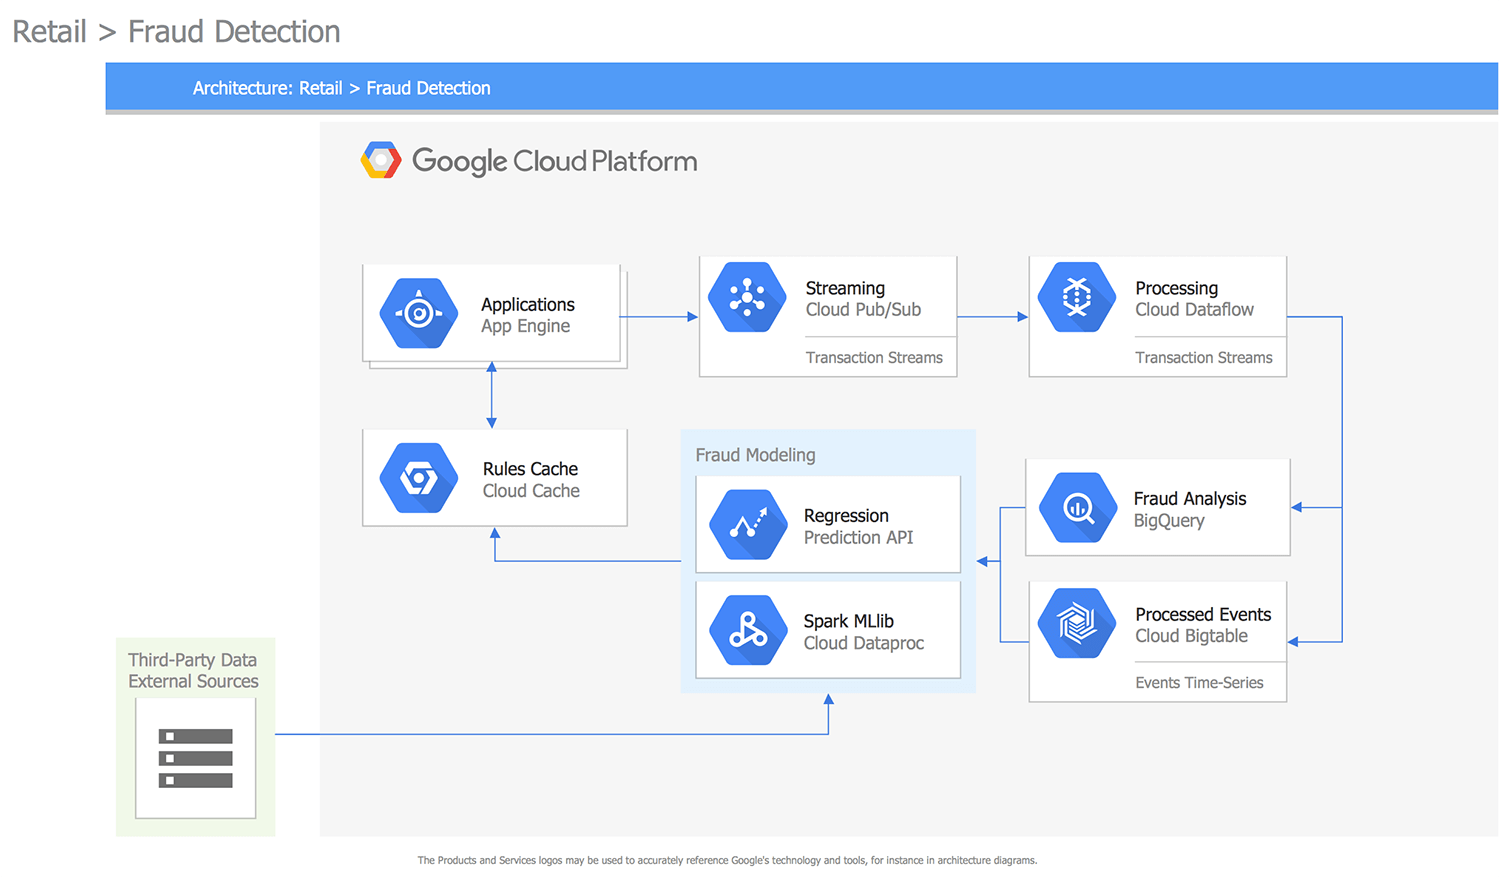 Retail > Fraud Detection
Architecture: Retail > Fraud Detection
Google Cloud Platform
Applications
App Engine
Streaming
Cloud Pub/Sub
Transaction Streams
Processing
Cloud Dataflow
Transaction Streams
Rules Cache
Cloud Cache
Fraud Modeling
Regression
Prediction API
Spark MLlib
Cloud Dataproc
Fraud Analysis
BigQuery
Processed Events
Cloud Bigtable
Events Time-Series
Third-Party Data
External Sources
The Products and Services logos may be used to accurately reference Google's technology and tools, for instance in architecture diagrams.